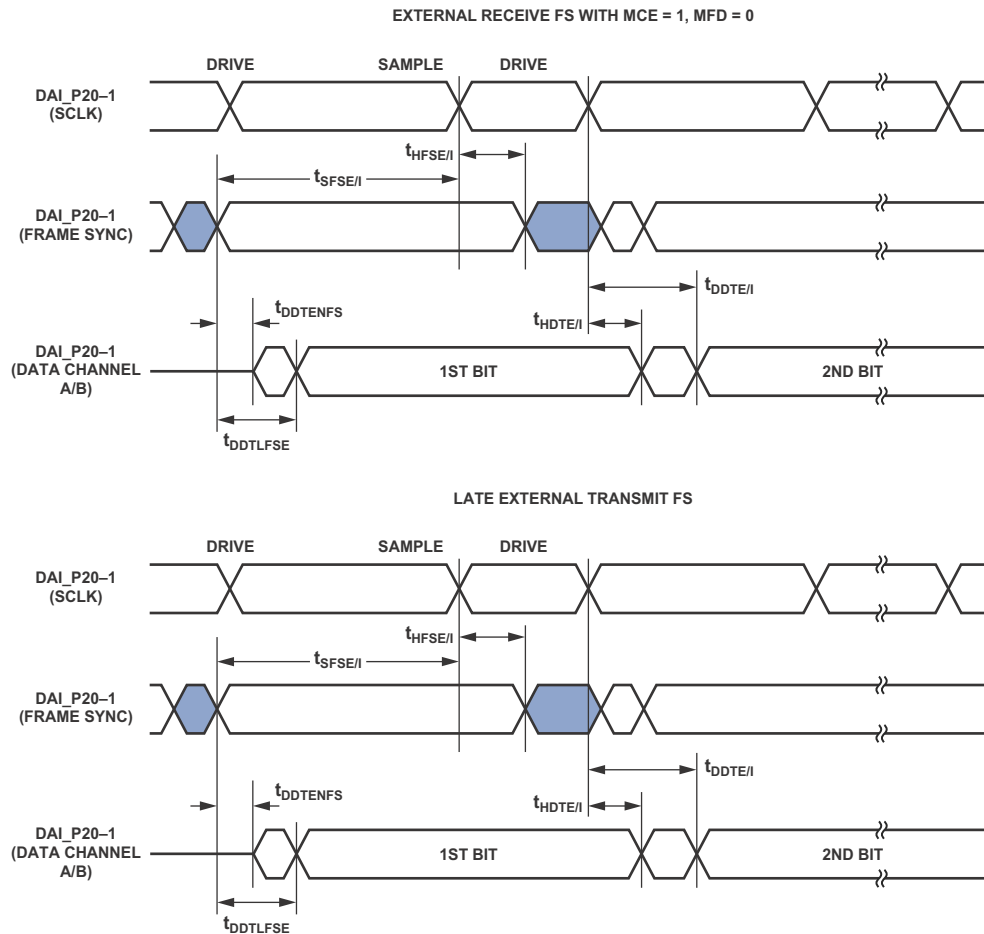 EXTERNAL RECEIVE FS WITH MCE = 1, MFD = 0
DRIVE SAMPLE DRIVE
DAI_P20–1
(SCLK)
tHFSE/I
tSFSE/I
DAI_P20–1
(FRAME SYNC)
tDDTE/I
tDDTENFS
tHDTE/I
DAI_P20–1
(DATA CHANNEL
A/B)
1ST BIT 2ND BIT
tDDTLFSE
LATE EXTERNAL TRANSMIT FS
DRIVE SAMPLE DRIVE
DAI_P20–1
(SCLK)
tHFSE/I
tSFSE/I
DAI_P20–1
(FRAME SYNC)
tDDTE/I
tDDTENFS
tHDTE/I
DAI_P20–1
(DATA CHANNEL
A/B)
1ST BIT 2ND BIT
tDDTLFSE